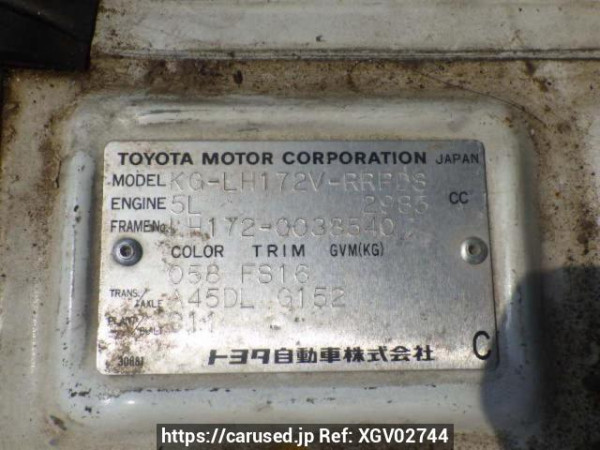 TOYOTA MOTOR CORPORATION JAPAN
MODEL KG-LH172V-RRPDS
ENGINE 5L 2985 CC
FRAME No. LH172-0038540
COLOR TRIM GVM(KG)
058 FS16
TRANS./AXLE A45DL G152
PLANT/BUILT
トヨタ自動車株式会社 C
https://carused.jp Ref: XGV02744